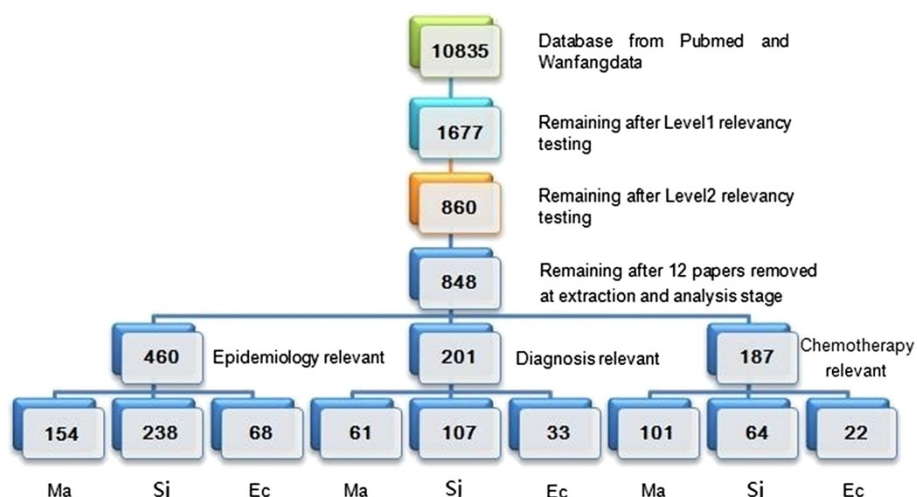 10835
Database from Pubmed and
Wanfangdata
1677
Remaining after Level1 relevancy
testing
860
Remaining after Level2 relevancy
testing
848
Remaining after 12 papers removed
at extraction and analysis stage
460 Epidemiology relevant
201 Diagnosis relevant
187 Chemotherapy
relevant
154 238 68 61 107 33 101 64 22
Ma Si Ec Ma Si Ec Ma Si Ec